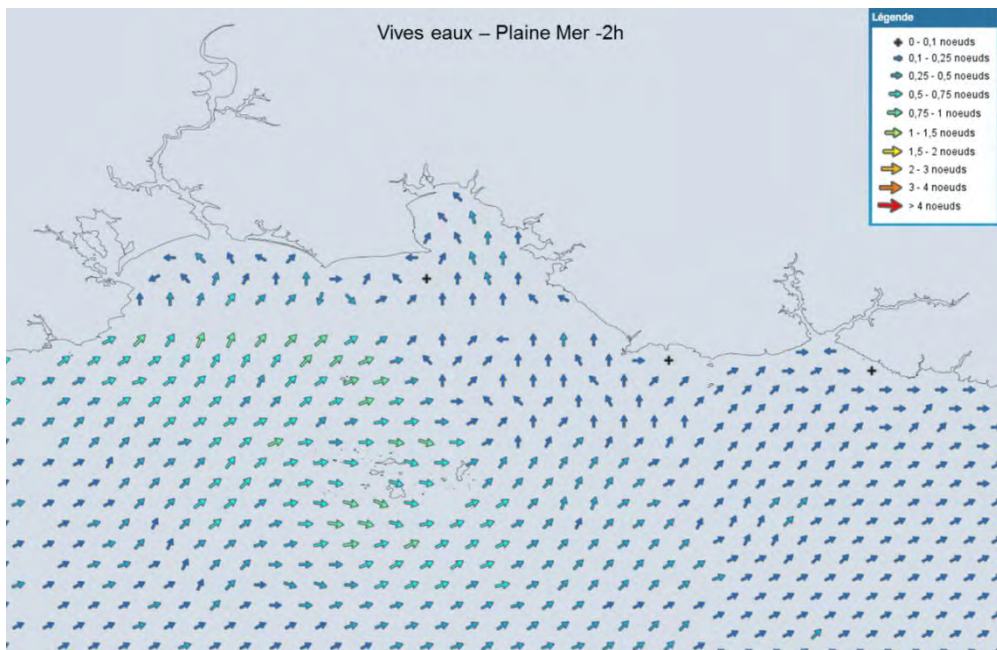 Vives eaux – Plaine Mer -2h
Légende
0 - 0,1 noeuds
0,1 - 0,25 noeuds
0,25 - 0,5 noeuds
0,5 - 0,75 noeuds
0,75 - 1 noeuds
1 - 1,5 noeuds
1,5 - 2 noeuds
2 - 3 noeuds
3 - 4 noeuds
> 4 noeuds